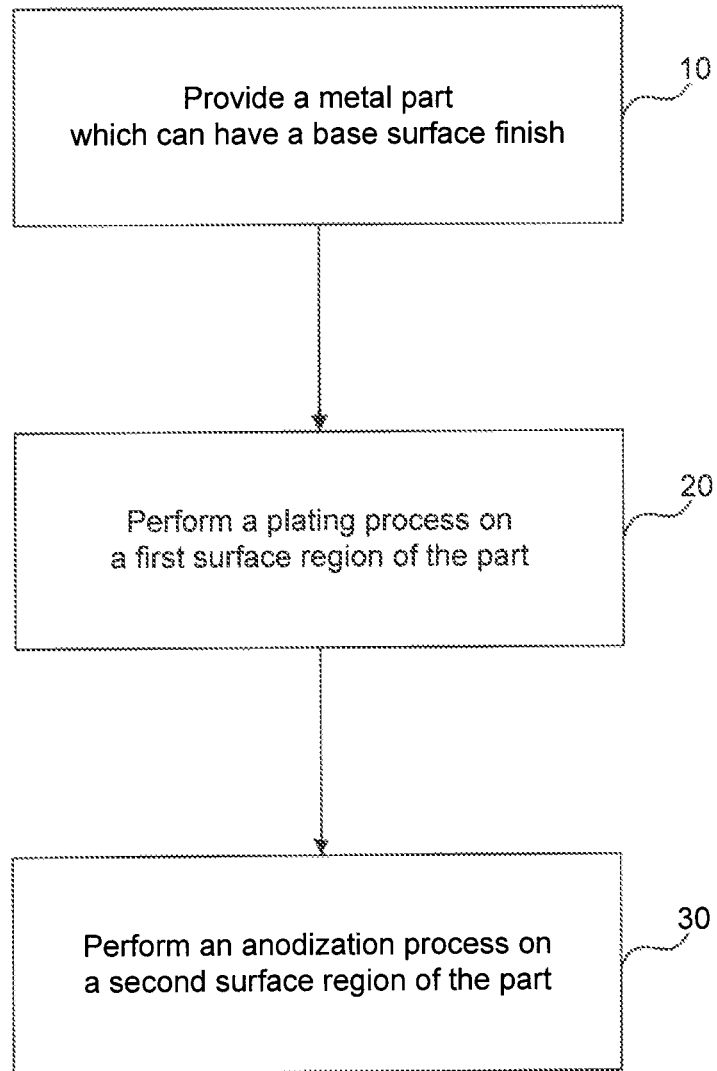 Provide a metal part
which can have a base surface finish
10
Perform a plating process on
a first surface region of the part
20
Perform an anodization process on
a second surface region of the part
30